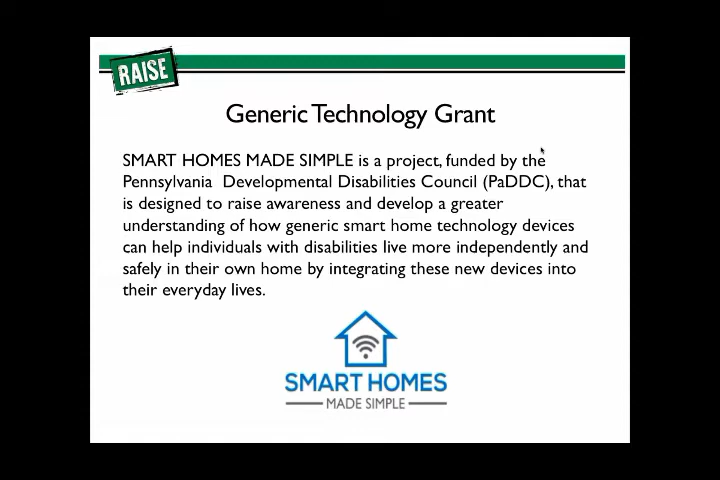 RAISE
Generic Technology Grant
SMART HOMES MADE SIMPLE is a project, funded by the
Pennsylvania Developmental Disabilities Council (PaDDC), that
is designed to raise awareness and develop a greater
understanding of how generic smart home technology devices
can help individuals with disabilities live more independently and
safely in their own home by integrating these new devices into
their everyday lives.
SMART HOMES
MADE SIMPLE